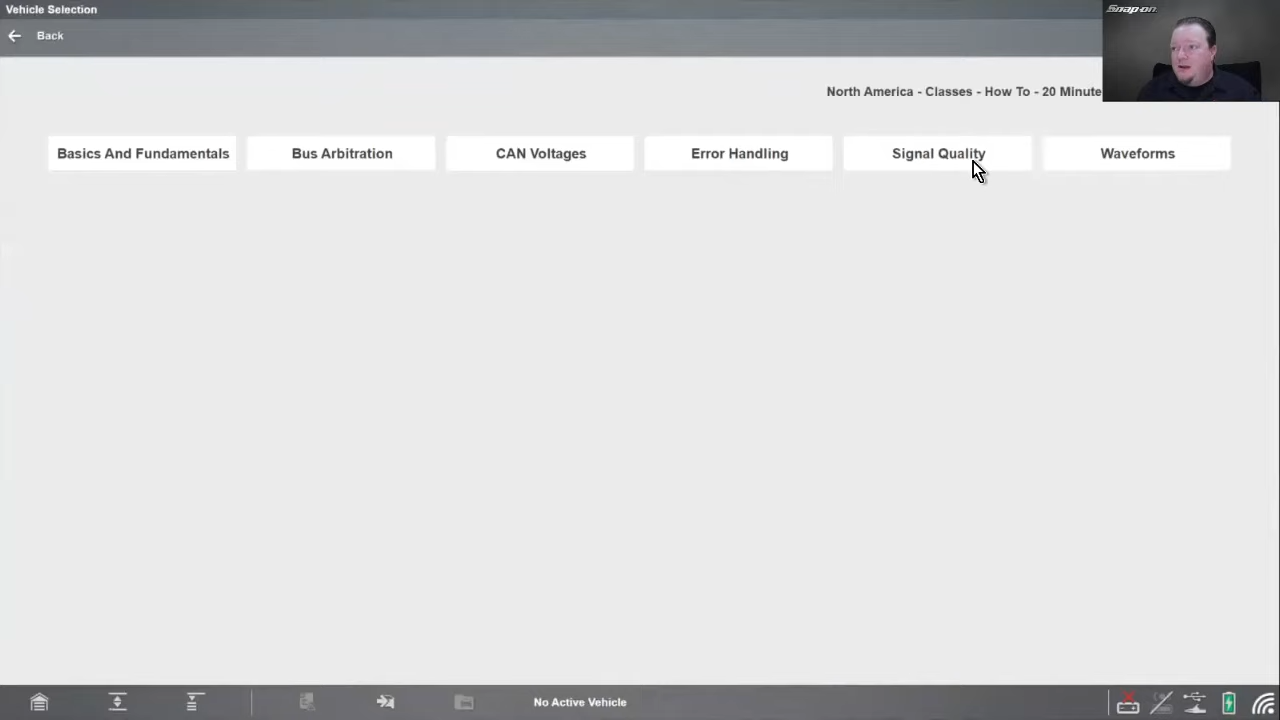 Vehicle Selection
Snap-on
Back
North America - Classes - How To - 20 Minute
Basics And Fundamentals
Bus Arbitration
CAN Voltages
Error Handling
Signal Quality
Waveforms
No Active Vehicle